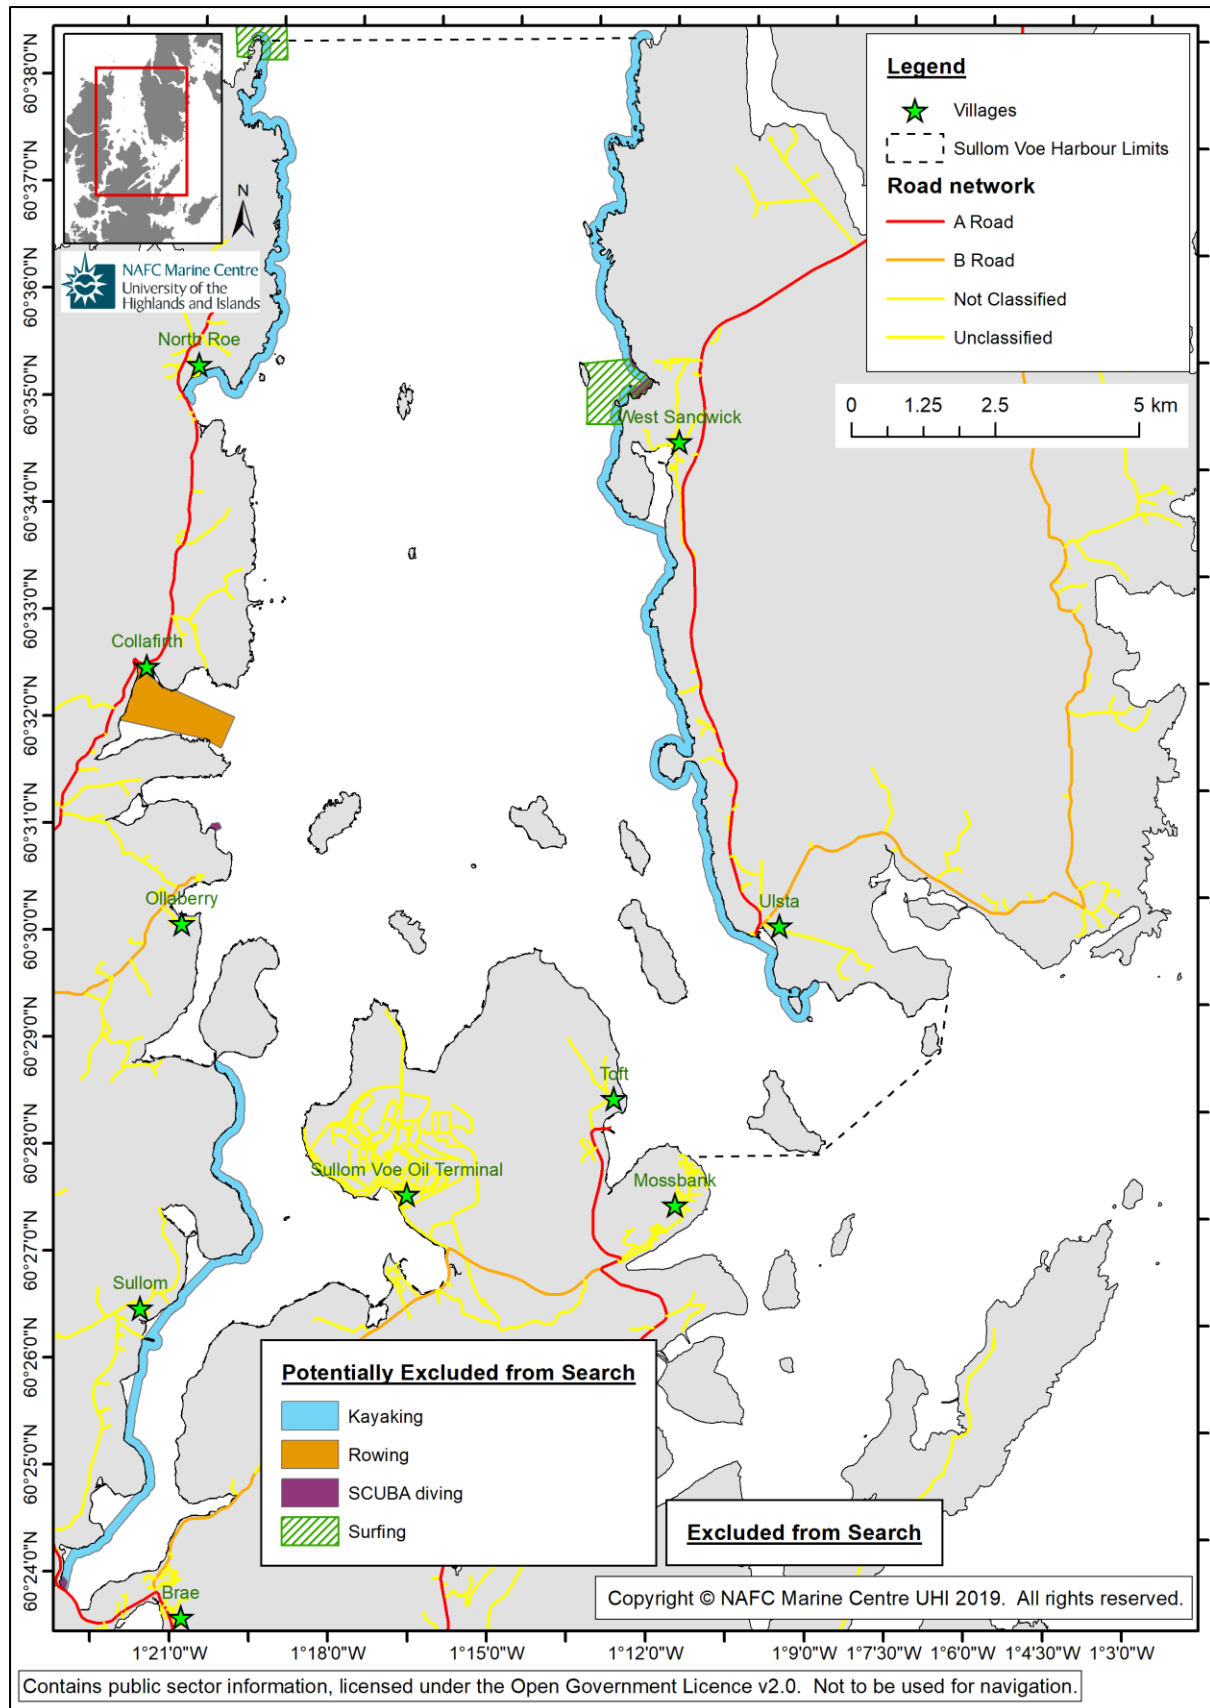 60°38'0"N
60°37'0"N
60°36'0"N
60°35'0"N
60°34'0"N
60°33'0"N
60°32'0"N
60°31'0"N
60°30'0"N
60°29'0"N
60°28'0"N
60°27'0"N
60°26'0"N
60°25'0"N
60°24'0"N
N
NAFC Marine Centre
University of the
Highlands and Islands
Legend
Villages
Sullom Voe Harbour Limits
Road network
A Road
B Road
Not Classified
Unclassified
0 1.25 2.5 5 km
North Roe
West Sandwick
Collafirth
Ollaberry
Ulsta
Toft
Sullom Voe Oil Terminal
Mossbank
Sullom
Brae
Potentially Excluded from Search
Kayaking
Rowing
SCUBA diving
Surfing
Excluded from Search
Copyright © NAFC Marine Centre UHI 2019. All rights reserved.
1°21'0"W 1°18'0"W 1°15'0"W 1°12'0"W 1°9'0"W 1°7'30"W 1°6'0"W 1°4'30"W 1°3'0"W 1°1'30"W
Contains public sector information, licensed under the Open Government Licence v2.0. Not to be used for navigation.